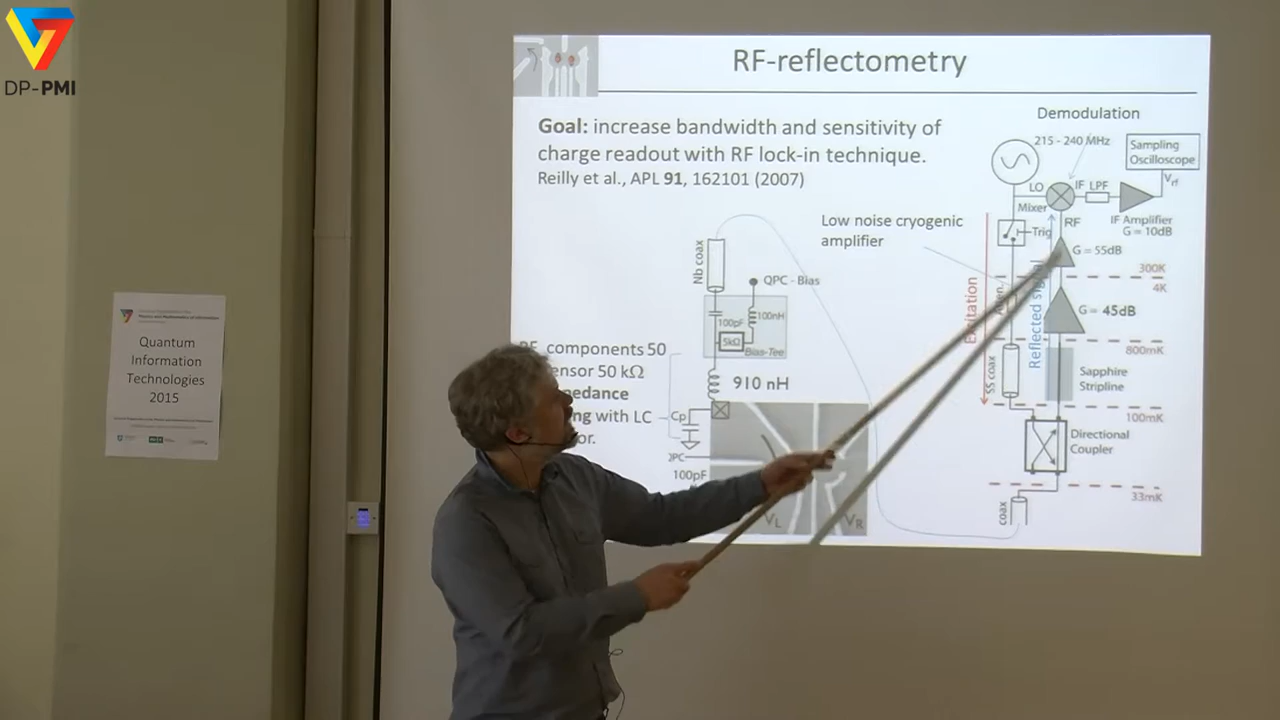 DP-PMI
Quantum
Information
Technologies
2015
RF-reflectometry
Goal: increase bandwidth and sensitivity of
charge readout with RF lock-in technique.
Reilly et al., APL 91, 162101 (2007)
Demodulation
215 - 240 MHz
Sampling
Oscilloscope
Vrf
LO
IF LPF
Mixer
RF
IF Amplifier
G = 10dB
Trig
G = 55dB
Low noise cryogenic
amplifier
300K
4K
Reflected
G = 45dB
800mK
SS coax
Sapphire
Stripline
100mK
Directional
Coupler
33mK
coax
Nb coax
QPC - Bias
100pF
100nH
5kΩ
Bias-Tee
910 nH
components 50
50 kΩ
with LC
Cp
100pF
VL
VR